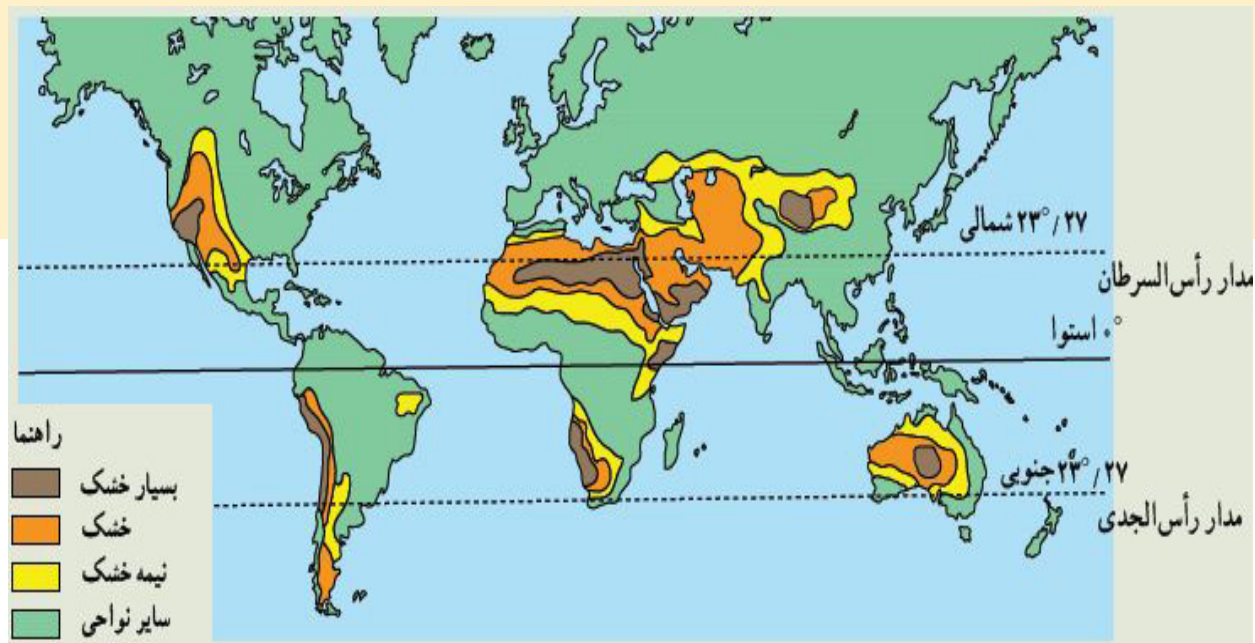 ۲۳°/۲۷ شمالی
مدار رأس‌السرطان
۰° استوا
۲۳°/۲۷ جنوبی
مدار رأس‌الجدی
راهنما
بسیار خشک
خشک
نیمه خشک
سایر نواحی